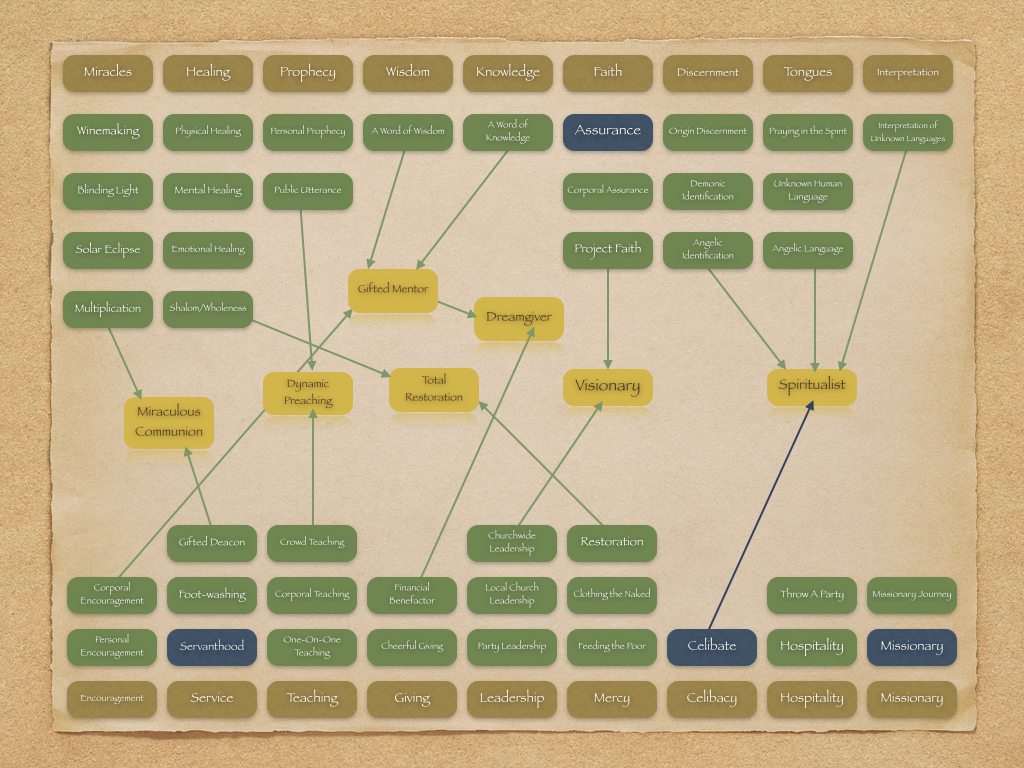 Miracles
Healing
Prophecy
Wisdom
Knowledge
Faith
Discernment
Tongues
Interpretation
Winemaking
Physical Healing
Personal Prophecy
A Word of Wisdom
A Word of
Knowledge
Assurance
Origin Discernment
Praying in the Spirit
Interpretation of
Unknown Languages
Blinding Light
Mental Healing
Public Utterance
Corporal Assurance
Demonic
Identification
Unknown Human
Language
Solar Eclipse
Emotional Healing
Project Faith
Angelic
Identification
Angelic Language
Multiplication
Shalom/Wholeness
Gifted Mentor
Dreamgiver
Miraculous
Communion
Dynamic
Preaching
Total
Restoration
Visionary
Spiritualist
Gifted Deacon
Crowd Teaching
Churchwide
Leadership
Restoration
Corporal
Encouragement
Foot-washing
Corporal Teaching
Financial
Benefactor
Local Church
Leadership
Clothing the Naked
Throw A Party
Missionary Journey
Personal
Encouragement
Servanthood
One-On-One
Teaching
Cheerful Giving
Party Leadership
Feeding the Poor
Celibate
Hospitality
Missionary
Encouragement
Service
Teaching
Giving
Leadership
Mercy
Celibacy
Hospitality
Missionary